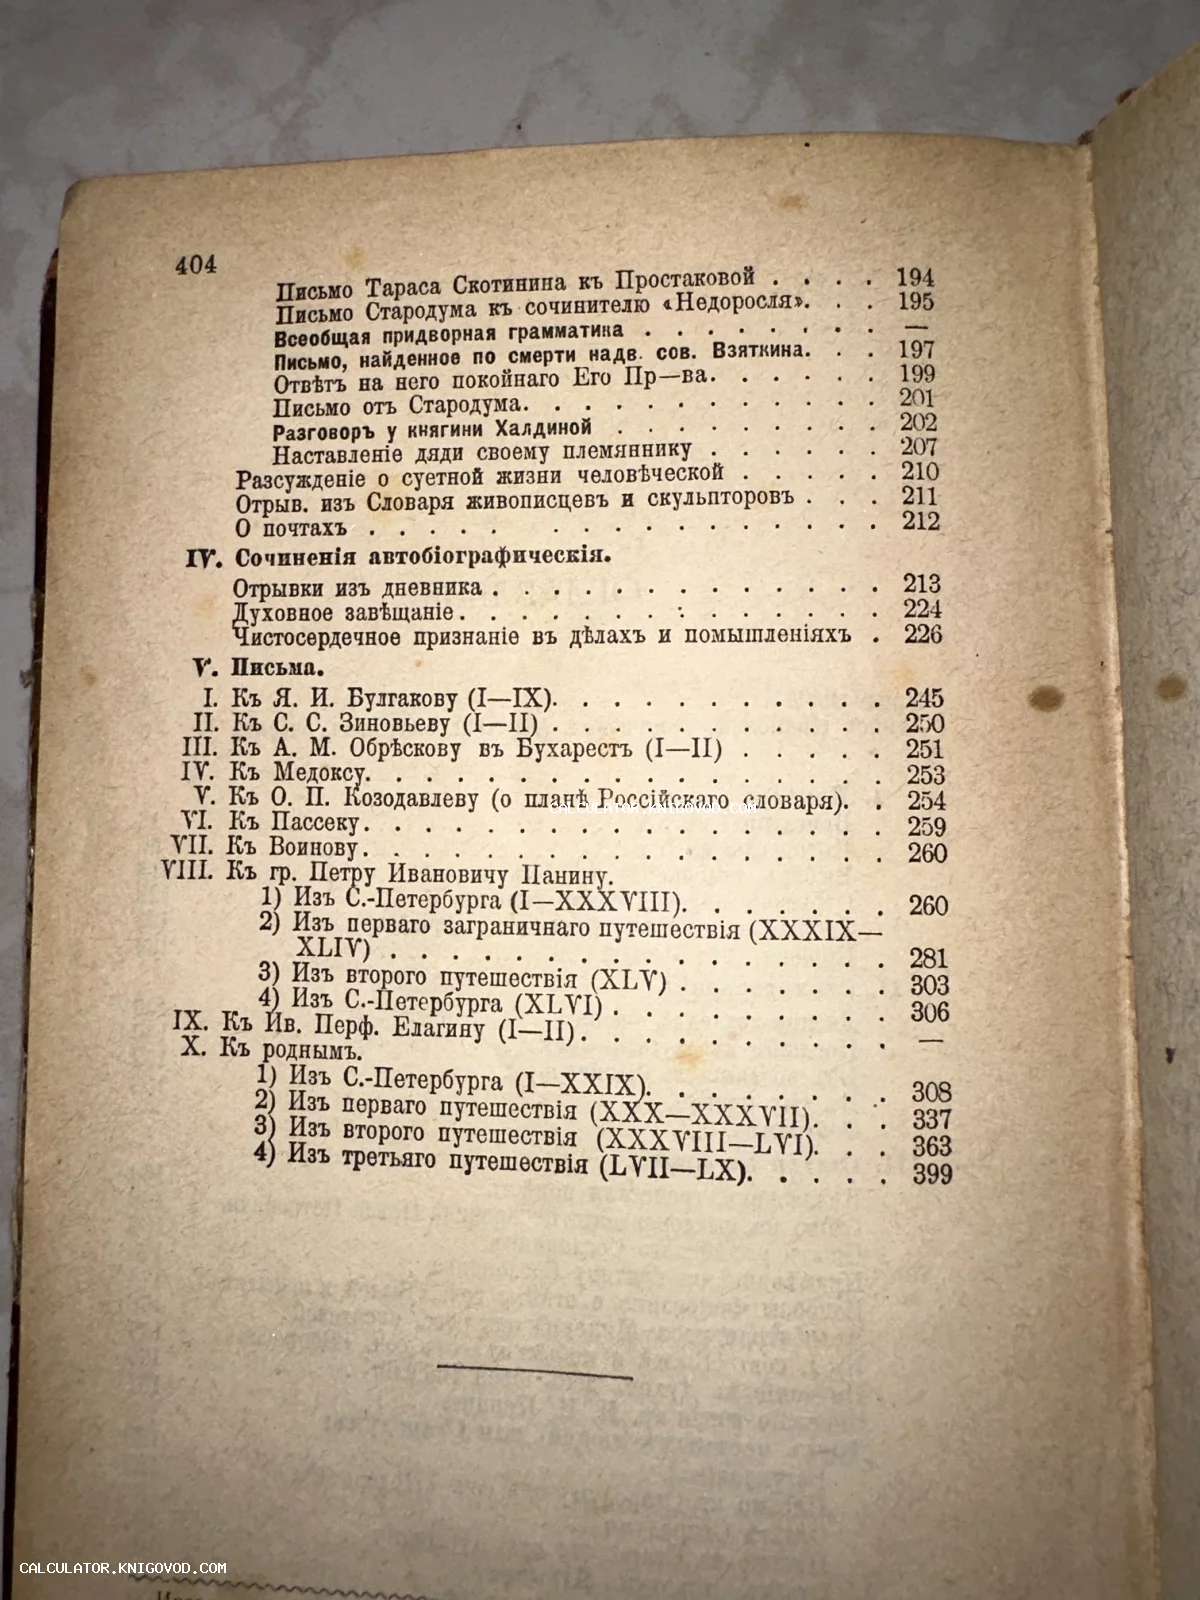 404
Письмо Тараса Скотинина къ Простаковой . . . . 194
Письмо Стародума къ сочинителю «Недоросля». . . 195
Всеобщая придворная грамматика . . . . . . . . —
Письмо, найденное по смерти надв. сов. Взяткина. . . 197
Отвѣтъ на него покойнаго Его Пр—ва. . . . . . 199
Письмо отъ Стародума. . . . . . . . . . . . 201
Разговоръ у княгини Халдиной . . . . . . . . . 202
Наставленіе дяди своему племяннику . . . . . . 207
Разсужденіе о суетной жизни человѣческой . . . . . 210
Отрыв. изъ Словаря живописцевъ и скульпторовъ . . . 211
О почтахъ . . . . . . . . . . . . . . . 212
IV. Сочиненія автобіографическія.
Отрывки изъ дневника . . . . . . . . . . . . . 213
Духовное завѣщаніе. . . . . . . . . . . . . . 224
Чистосердечное признаніе въ дѣлахъ и помышленіяхъ . 226
V. Письма.
I. Къ Я. И. Булгакову (I—IX). . . . . . . . . . . 245
II. Къ С. С. Зиновьеву (I—II) . . . . . . . . . . . 250
III. Къ А. М. Обрѣскову въ Бухарестъ (I—II) . . . . . 251
IV. Къ Медоксу. . . . . . . . . . . . . . . . . 253
V. Къ О. П. Козодавлеву (о планѣ Россійскаго словаря). . 254
CALCULATOR.KNIGOVOD.COM
VI. Къ Пассеку. . . . . . . . . . . . . . . . . 259
VII. Къ Воинову. . . . . . . . . . . . . . . . . 260
VIII. Къ гр. Петру Ивановичу Панину.
1) Изъ С.-Петербурга (I—XXXVIII). . . . . . . 260
2) Изъ перваго заграничнаго путешествія (XXXIX—
XLIV) . . . . . . . . . . . . . . . . 281
3) Изъ второго путешествія (XLV) . . . . . . . 303
4) Изъ С.-Петербурга (XLVI) . . . . . . . . . . 306
IX. Къ Ив. Перф. Елагину (I—II). . . . . . . . . . . —
X. Къ роднымъ.
1) Изъ С.-Петербурга (I—XXIX). . . . . . . . 308
2) Изъ перваго путешествія (XXX—XXXVII). . . 337
3) Изъ второго путешествія (XXXVIII—LVI). . . 363
4) Изъ третьяго путешествія (LVII—LX). . . . . 399
CALCULATOR.KNIGOVOD.COM